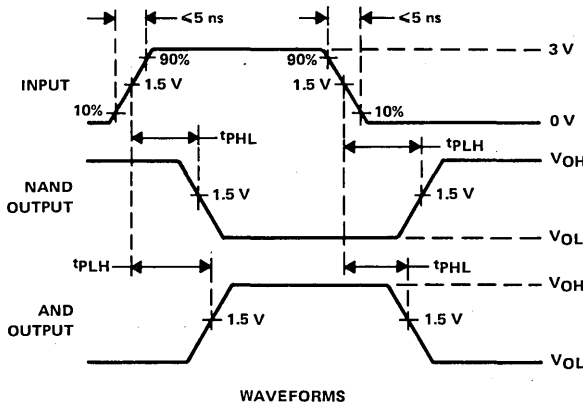 ≤5 ns ≤5 ns
90% 90% 3 V
INPUT 1.5 V 1.5 V
10% 10% 0 V
tPHL tPLH VOH
NAND
OUTPUT 1.5 V 1.5 V
VOL
tPLH tPHL VOH
AND
OUTPUT 1.5 V 1.5 V
VOL
WAVEFORMS